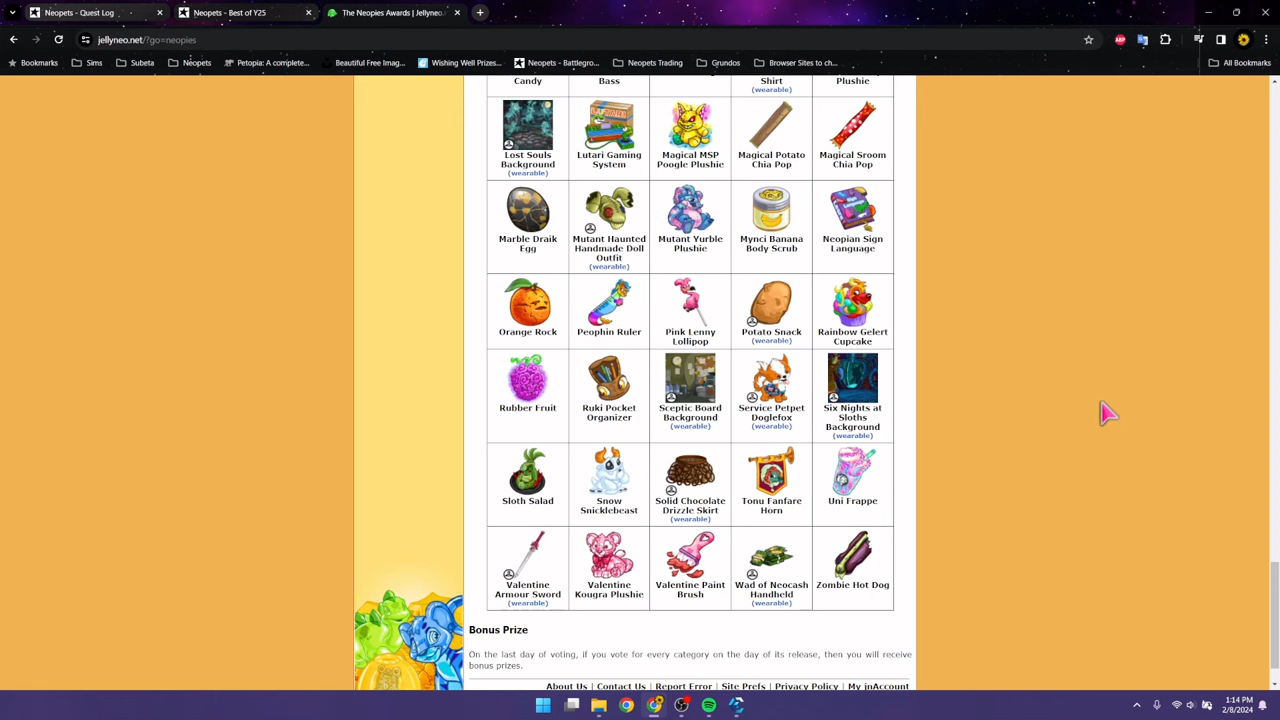 Neopets - Quest Log
Neopets - Best of Y25
The Neopies Awards | Jellyneo.
jellyneo.net/?go=neopies
Bookmarks
Sims
Subeta
Neopets
Petopia: A complete...
Beautiful Free Imag...
Wishing Well Prizes...
Neopets - Battlegro...
Neopets Trading
Grundos
Browser Sites to ch...
All Bookmarks
Candy
Bass
Shirt
(wearable)
Plushie
Lost Souls
Background
(wearable)
Lutari Gaming
System
Magical MSP
Poogle Plushie
Magical Potato
Chia Pop
Magical Sroom
Chia Pop
Marble Draik
Egg
Mutant Haunted
Handmade Doll
Outfit
(wearable)
Mutant Yurble
Plushie
Mynci Banana
Body Scrub
Neopian Sign
Language
Orange Rock
Peophin Ruler
Pink Lenny
Lollipop
Potato Snack
(wearable)
Rainbow Gelert
Cupcake
Rubber Fruit
Ruki Pocket
Organizer
Sceptic Board
Background
(wearable)
Service Petpet
Doglefox
(wearable)
Six Nights at
Sloths
Background
(wearable)
Sloth Salad
Snow
Snicklebeast
Solid Chocolate
Drizzle Skirt
(wearable)
Tonu Fanfare
Horn
Uni Frappe
Valentine
Armour Sword
(wearable)
Valentine
Kougra Plushie
Valentine Paint
Brush
Wad of Neocash
Handheld
(wearable)
Zombie Hot Dog
Bonus Prize
On the last day of voting, if you vote for every category on the day of its release, then you will receive
bonus prizes.
About Us | Contact Us | Report Error | Site Prefs | Privacy Policy | My jnAccount
1:14 PM
2/8/2024